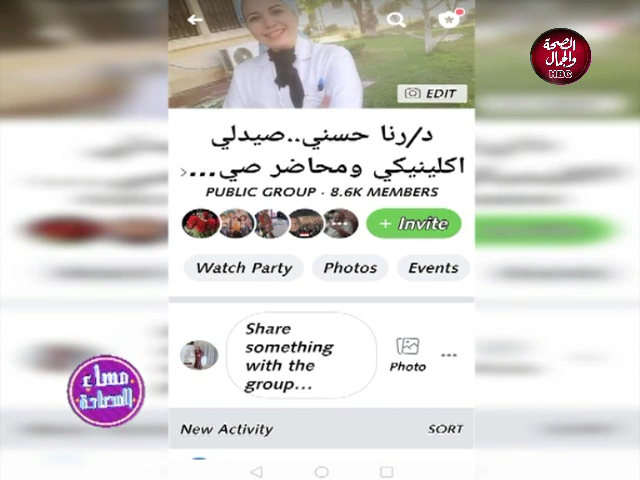 الصحة
والجمال
HBC
EDIT
د/رنا حسني..صيدلي
اكلينيكي ومحاضر صي...
PUBLIC GROUP · 8.6K MEMBERS
+ Invite
Watch Party
Photos
Events
Share
something
with the
group...
Photo
New Activity
SORT
مساء